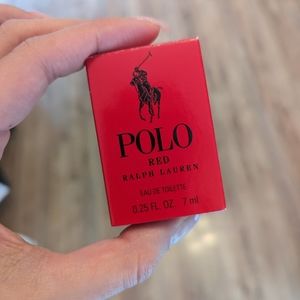 POLO
RED
RALPH LAUREN
EAU DE TOILETTE
0.25 FL. OZ. 7 ml